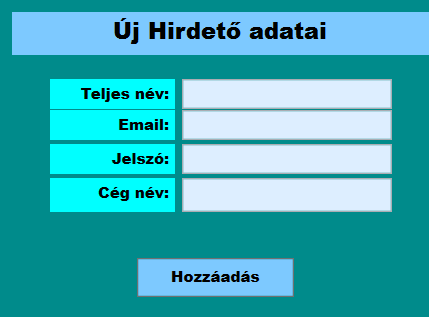 Új Hirdető adatai
Teljes név:
Email:
Jelszó:
Cég név:
Hozzáadás